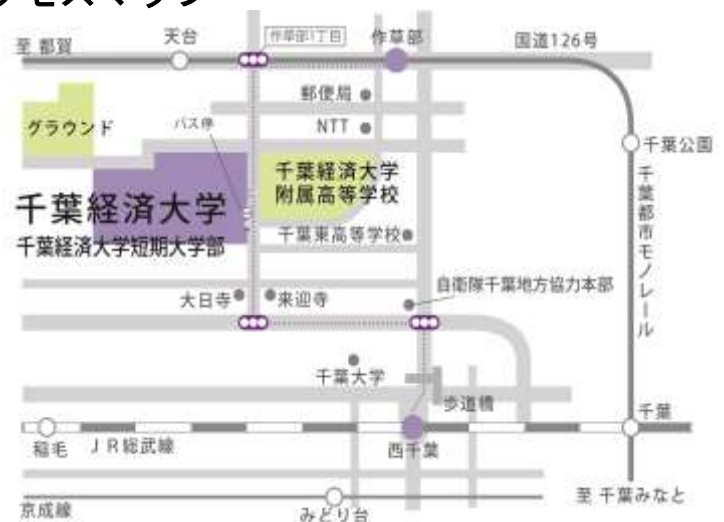 至 都賀
天台
作草部1丁目
作草部
国道126号
郵便局
グラウンド
バス停
NTT
千葉公園
千葉経済大学
附属高等学校
千葉経済大学
千葉経済大学短期大学部
千葉都市モノレール
千葉東高等学校
自衛隊千葉地方協力本部
大日寺
来迎寺
千葉大学
歩道橋
千葉
稲毛
JR総武線
西千葉
京成線
みどり台
至 千葉みなと